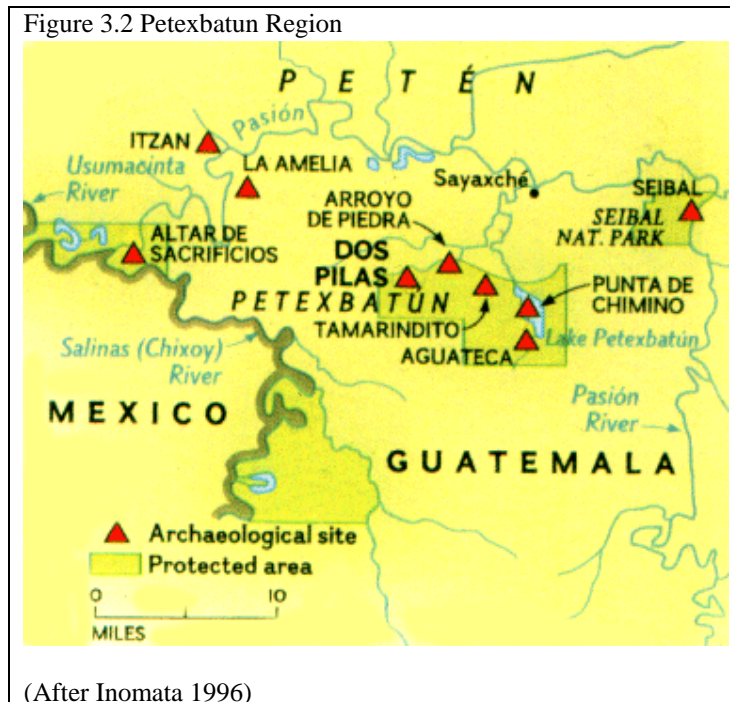 Figure 3.2 Petexbatun Region
PETÉN
Pasión
ITZAN
LA AMELIA
Usumacinta
River
Sayaxché
SEIBAL
SEIBAL
NAT. PARK
ARROYO
DE PIEDRA
ALTAR DE
SACRIFICIOS
DOS
PILAS
PETEXBATÚN
PUNTA DE
CHIMINO
TAMARINDITO
AGUATECA
Lake Petexbatún
Salinas (Chixoy)
River
Pasión
River
MEXICO
GUATEMALA
Archaeological site
Protected area
0 10
MILES
(After Inomata 1996)